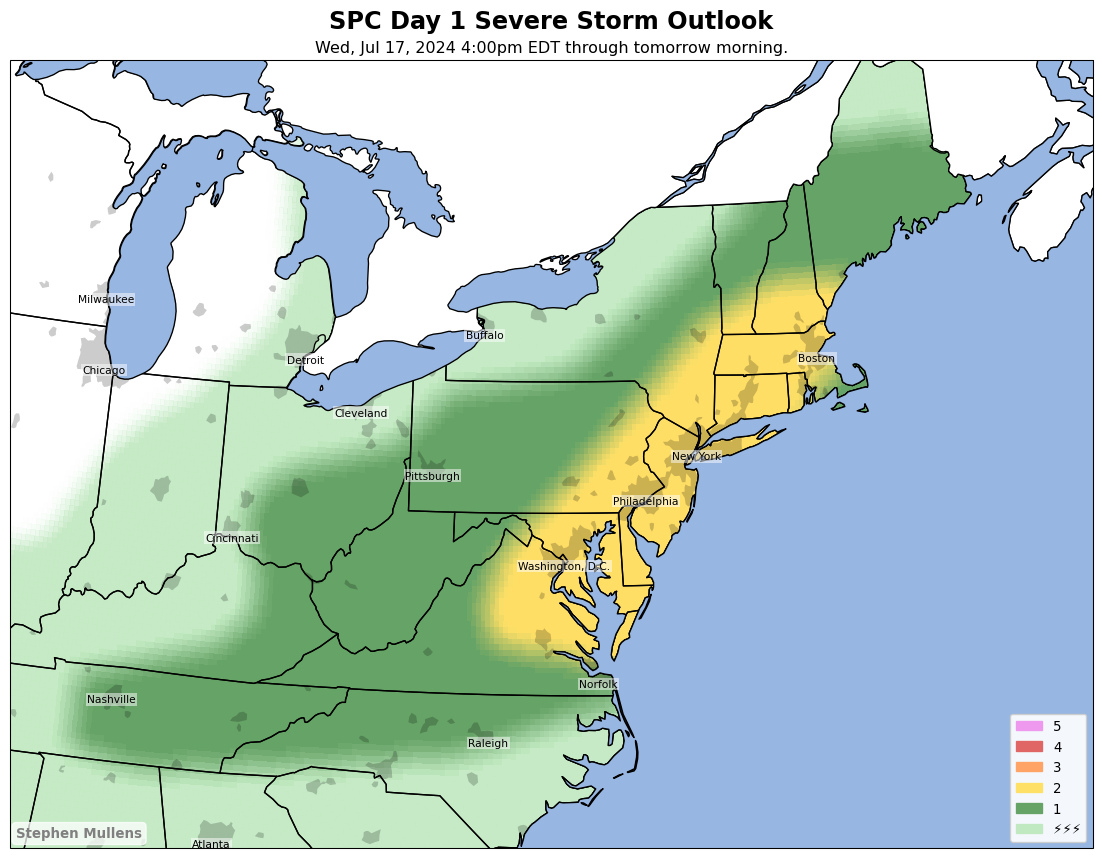 SPC Day 1 Severe Storm Outlook
Wed, Jul 17, 2024 4:00pm EDT through tomorrow morning.
Milwaukee
Boston
Buffalo
Detroit
Chicago
Cleveland
New York
Pittsburgh
Philadelphia
Cincinnati
Washington, D.C.
Norfolk
Nashville
Raleigh
Atlanta
5
4
3
2
1
⚡⚡⚡
Stephen Mullens